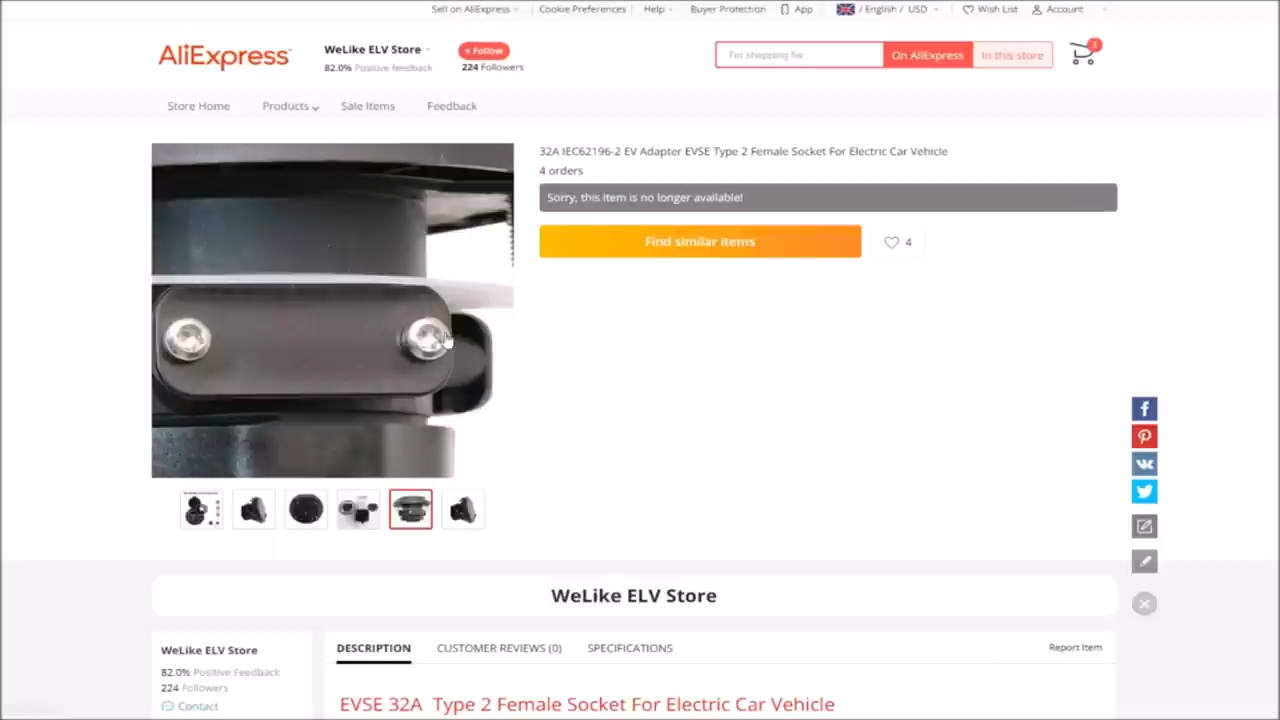 Sell on AliExpress
Cookie Preferences
Help
Buyer Protection
App
/ English / USD
Wish List
Account
AliExpress
WeLike ELV Store
82.0% Positive feedback
+ Follow
224 Followers
I'm shopping for
On AliExpress
In this store
3
Store Home
Products
Sale Items
Feedback
32A IEC62196-2 EV Adapter EVSE Type 2 Female Socket For Electric Car Vehicle
4 orders
Sorry, this item is no longer available!
Find similar items
4
WeLike ELV Store
WeLike ELV Store
82.0% Positive Feedback
224 Followers
Contact
DESCRIPTION
CUSTOMER REVIEWS (0)
SPECIFICATIONS
Report Item
EVSE 32A Type 2 Female Socket For Electric Car Vehicle